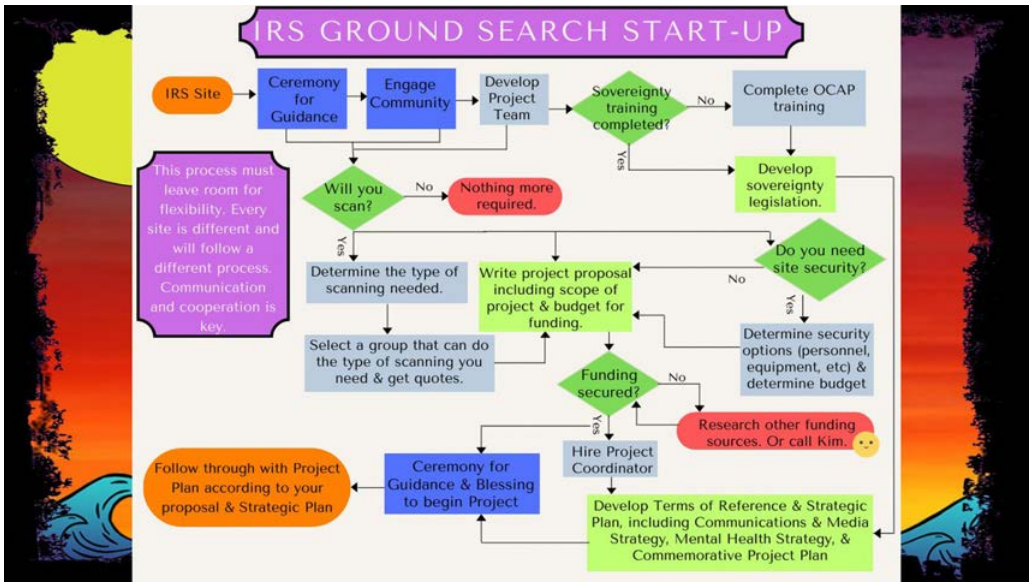 IRS GROUND SEARCH START-UP
IRS Site
Ceremony
for
Guidance
Engage
Community
Develop
Project
Team
Sovereignty
training
completed?
No
Complete OCAP
training
Yes
Develop
sovereignty
legislation.
This process must
leave room for
flexibility. Every
site is different and
will follow a
different process.
Communication
and cooperation is
key.
Will you
scan?
No
Nothing more
required.
Yes
Determine the type of
scanning needed.
Select a group that can do
the type of scanning you
need & get quotes.
Write project proposal
including scope of
project & budget for
funding.
Do you need
site security?
No
Yes
Determine security
options (personnel,
equipment, etc) &
determine budget
Funding
secured?
No
Research other funding
sources. Or call Kim.
Yes
Hire Project
Coordinator
Develop Terms of Reference & Strategic
Plan, including Communications & Media
Strategy, Mental Health Strategy, &
Commemorative Project Plan
Ceremony for
Guidance & Blessing
to begin Project
Follow through with Project
Plan according to your
proposal & Strategic Plan